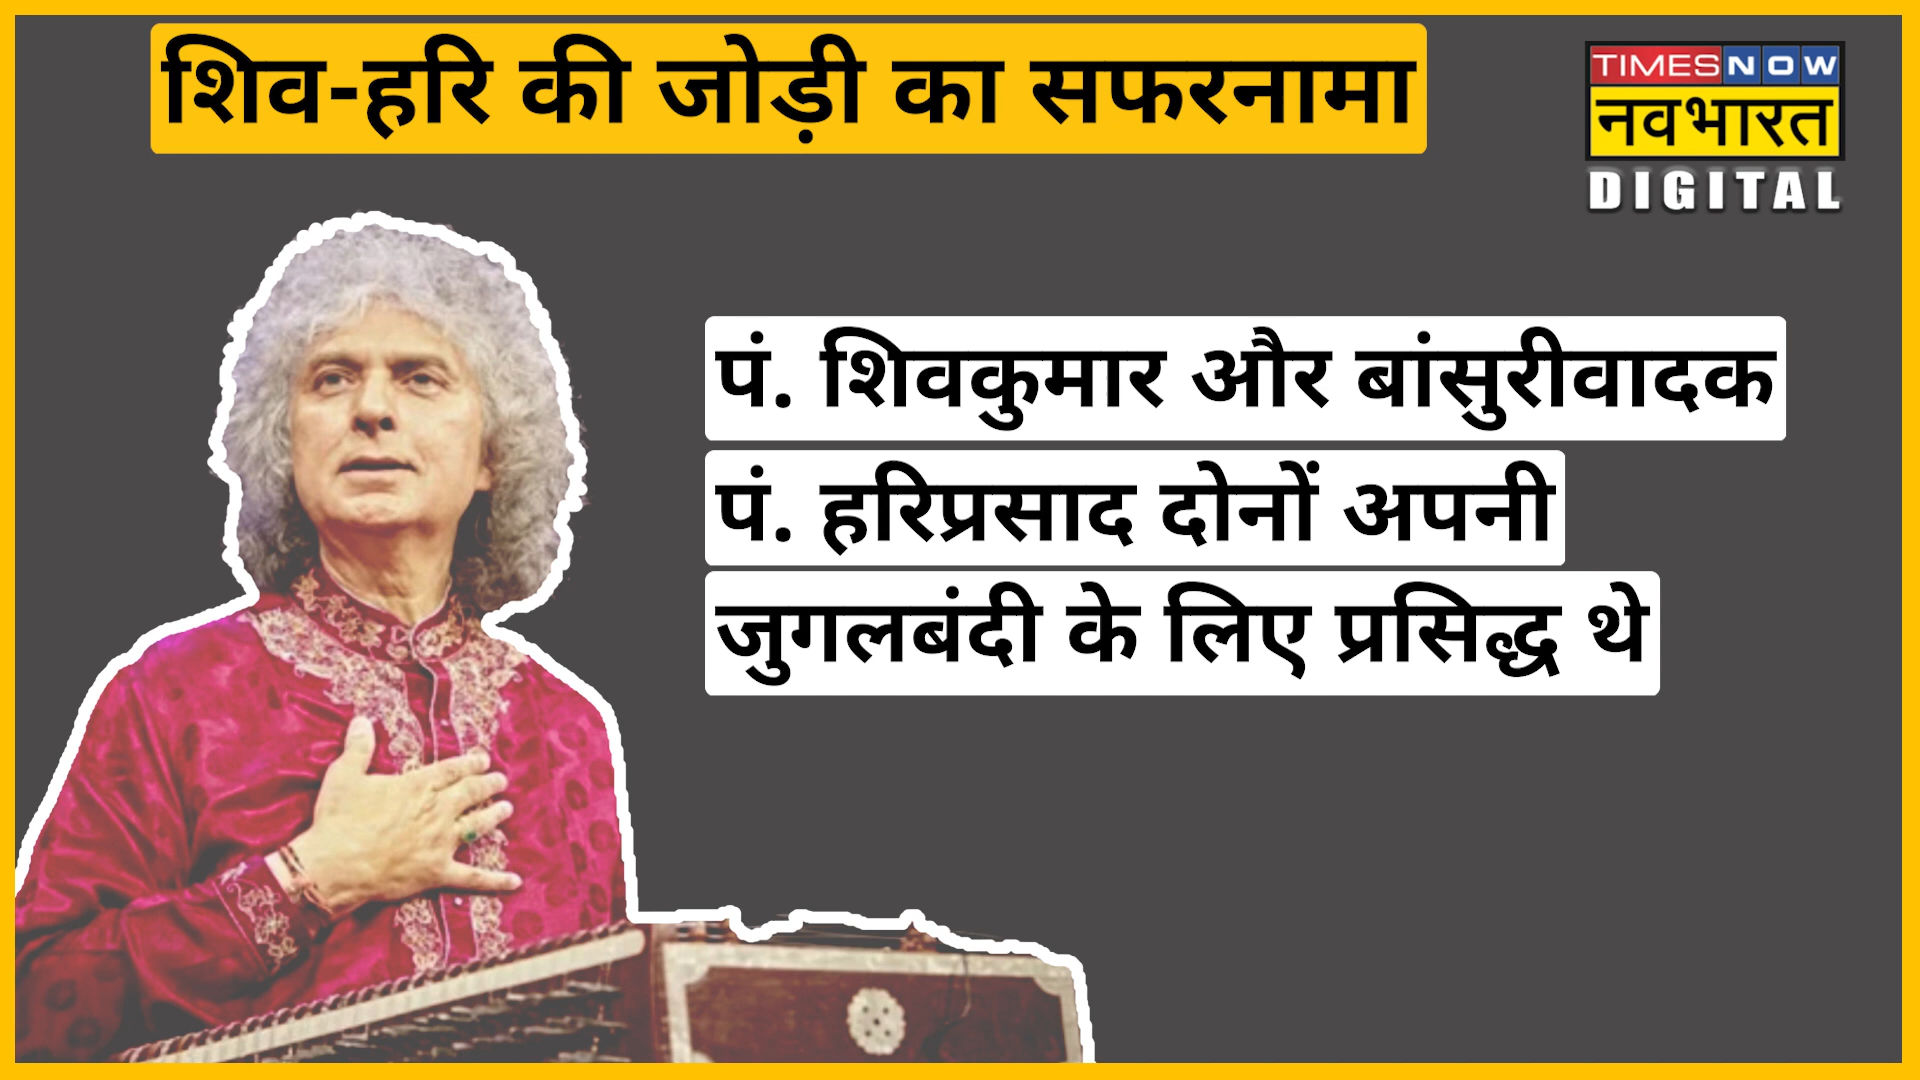 शिव-हरि की जोड़ी का सफरनामा
TIMES NOW
नवभारत
DIGITAL
पं. शिवकुमार और बांसुरीवादक
पं. हरिप्रसाद दोनों अपनी
जुगलबंदी के लिए प्रसिद्ध थे